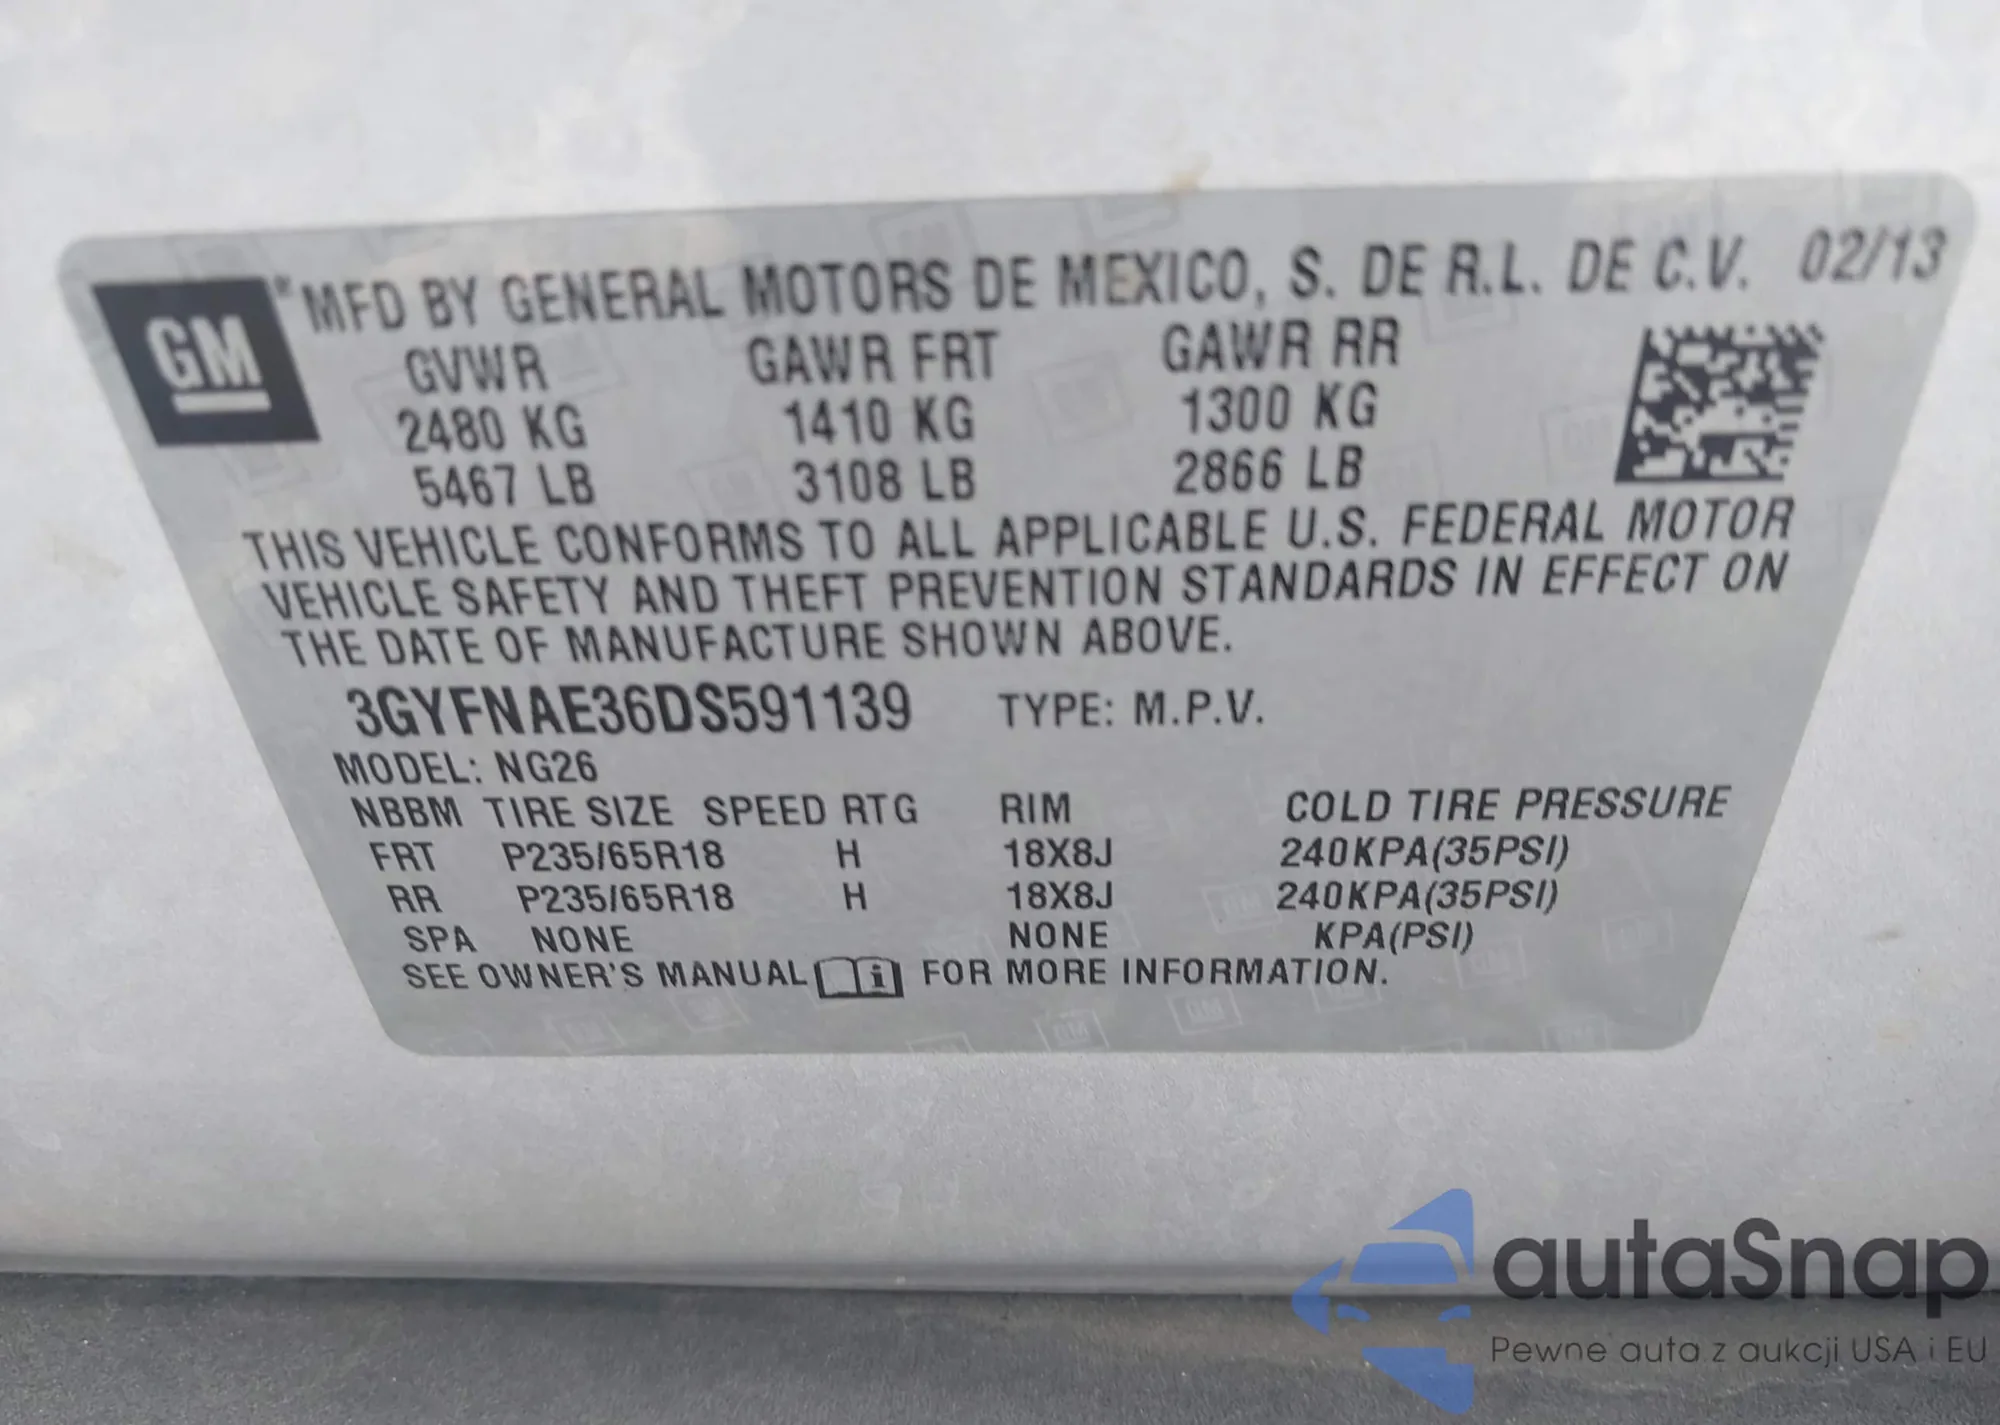 GM
MFD BY GENERAL MOTORS DE MEXICO, S. DE R.L. DE C.V. 02/13
GVWR GAWR FRT GAWR RR
2480 KG 1410 KG 1300 KG
5467 LB 3108 LB 2866 LB
THIS VEHICLE CONFORMS TO ALL APPLICABLE U.S. FEDERAL MOTOR
VEHICLE SAFETY AND THEFT PREVENTION STANDARDS IN EFFECT ON
THE DATE OF MANUFACTURE SHOWN ABOVE.
3GYFNAE36DS591139 TYPE: M.P.V.
MODEL: NG26
NBBM TIRE SIZE SPEED RTG RIM COLD TIRE PRESSURE
FRT P235/65R18 H 18X8J 240KPA(35PSI)
RR P235/65R18 H 18X8J 240KPA(35PSI)
SPA NONE NONE KPA(PSI)
SEE OWNER'S MANUAL i FOR MORE INFORMATION.
autaSnap
Pewne auta z aukcji USA i EU